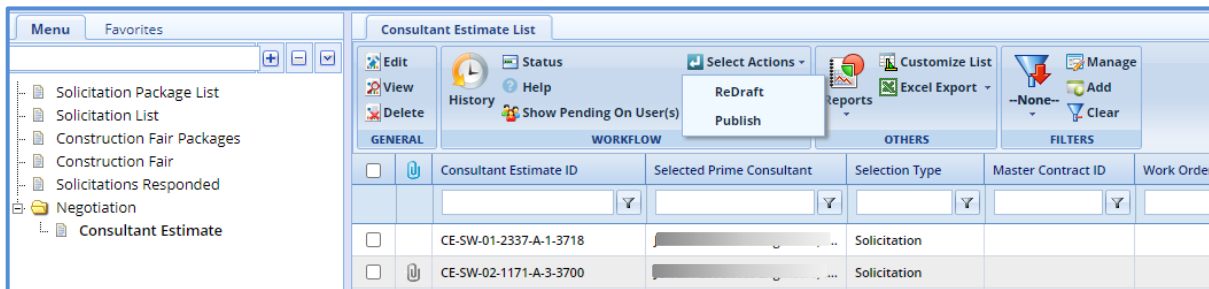 Menu Favorites
Solicitation Package List
Solicitation List
Construction Fair Packages
Construction Fair
Solicitations Responded
Negotiation
Consultant Estimate
Consultant Estimate List
Edit
View
Delete
GENERAL
History
Status
Help
Show Pending On User(s)
Select Actions
ReDraft
Publish
WORKFLOW
Reports
Customize List
Excel Export
OTHERS
--None--
Manage
Add
Clear
FILTERS
Consultant Estimate ID Selected Prime Consultant Selection Type Master Contract ID Work Orde
CE-SW-01-2337-A-1-3718 ... Solicitation
CE-SW-02-1171-A-3-3700 ... Solicitation